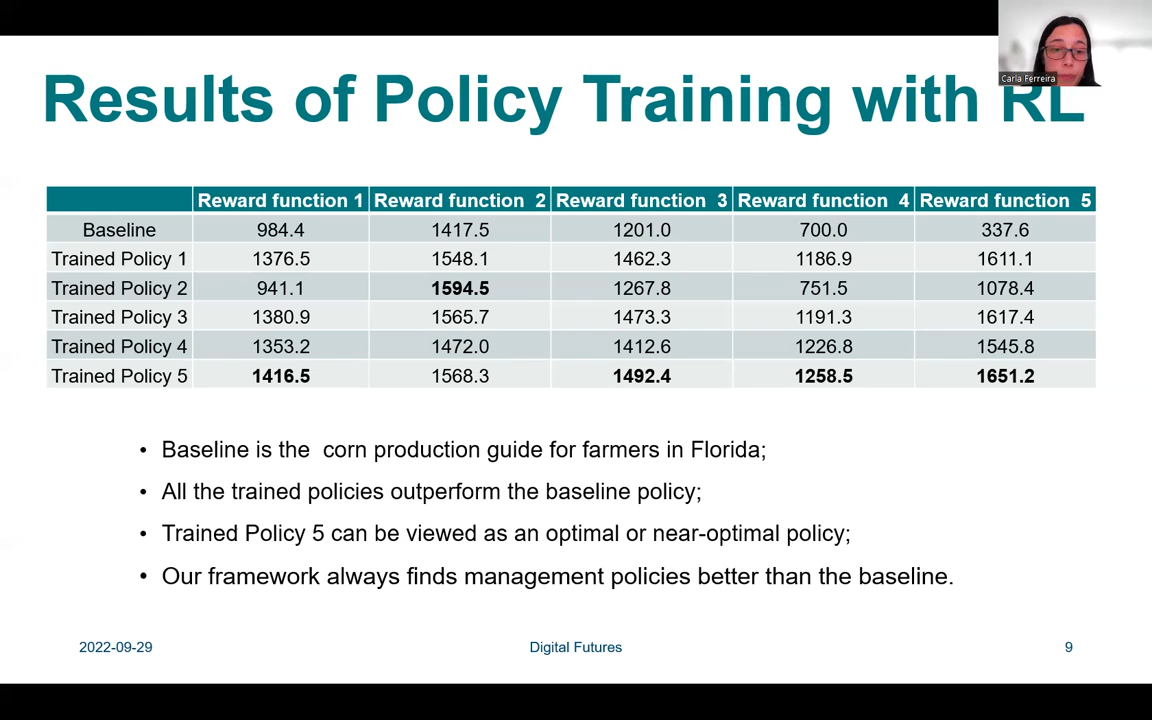 Carla Ferreira
Results of Policy Training with RL
Reward function 1 Reward function 2 Reward function 3 Reward function 4 Reward function 5
Baseline 984.4 1417.5 1201.0 700.0 337.6
Trained Policy 1 1376.5 1548.1 1462.3 1186.9 1611.1
Trained Policy 2 941.1 1594.5 1267.8 751.5 1078.4
Trained Policy 3 1380.9 1565.7 1473.3 1191.3 1617.4
Trained Policy 4 1353.2 1472.0 1412.6 1226.8 1545.8
Trained Policy 5 1416.5 1568.3 1492.4 1258.5 1651.2
• Baseline is the corn production guide for farmers in Florida;
• All the trained policies outperform the baseline policy;
• Trained Policy 5 can be viewed as an optimal or near-optimal policy;
• Our framework always finds management policies better than the baseline.
2022-09-29 Digital Futures 9